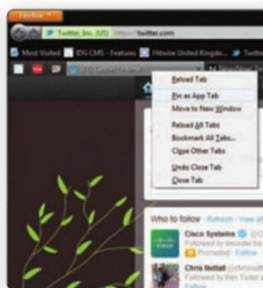 Firefox
Twitter, Inc. (US)
twitter.com
Most Visited
IDG CMS - Features
Hitwise United Kingdo...
Reload Tab
Pin as App Tab
Move to New Window
Reload All Tabs
Bookmark All Tabs...
Close Other Tabs
Undo Close Tab
Close Tab
Who to follow · Refresh · View all
Cisco Systems
Followed by
Promoted · Follow
Chris Nuttall
Followed by Ben
Follow